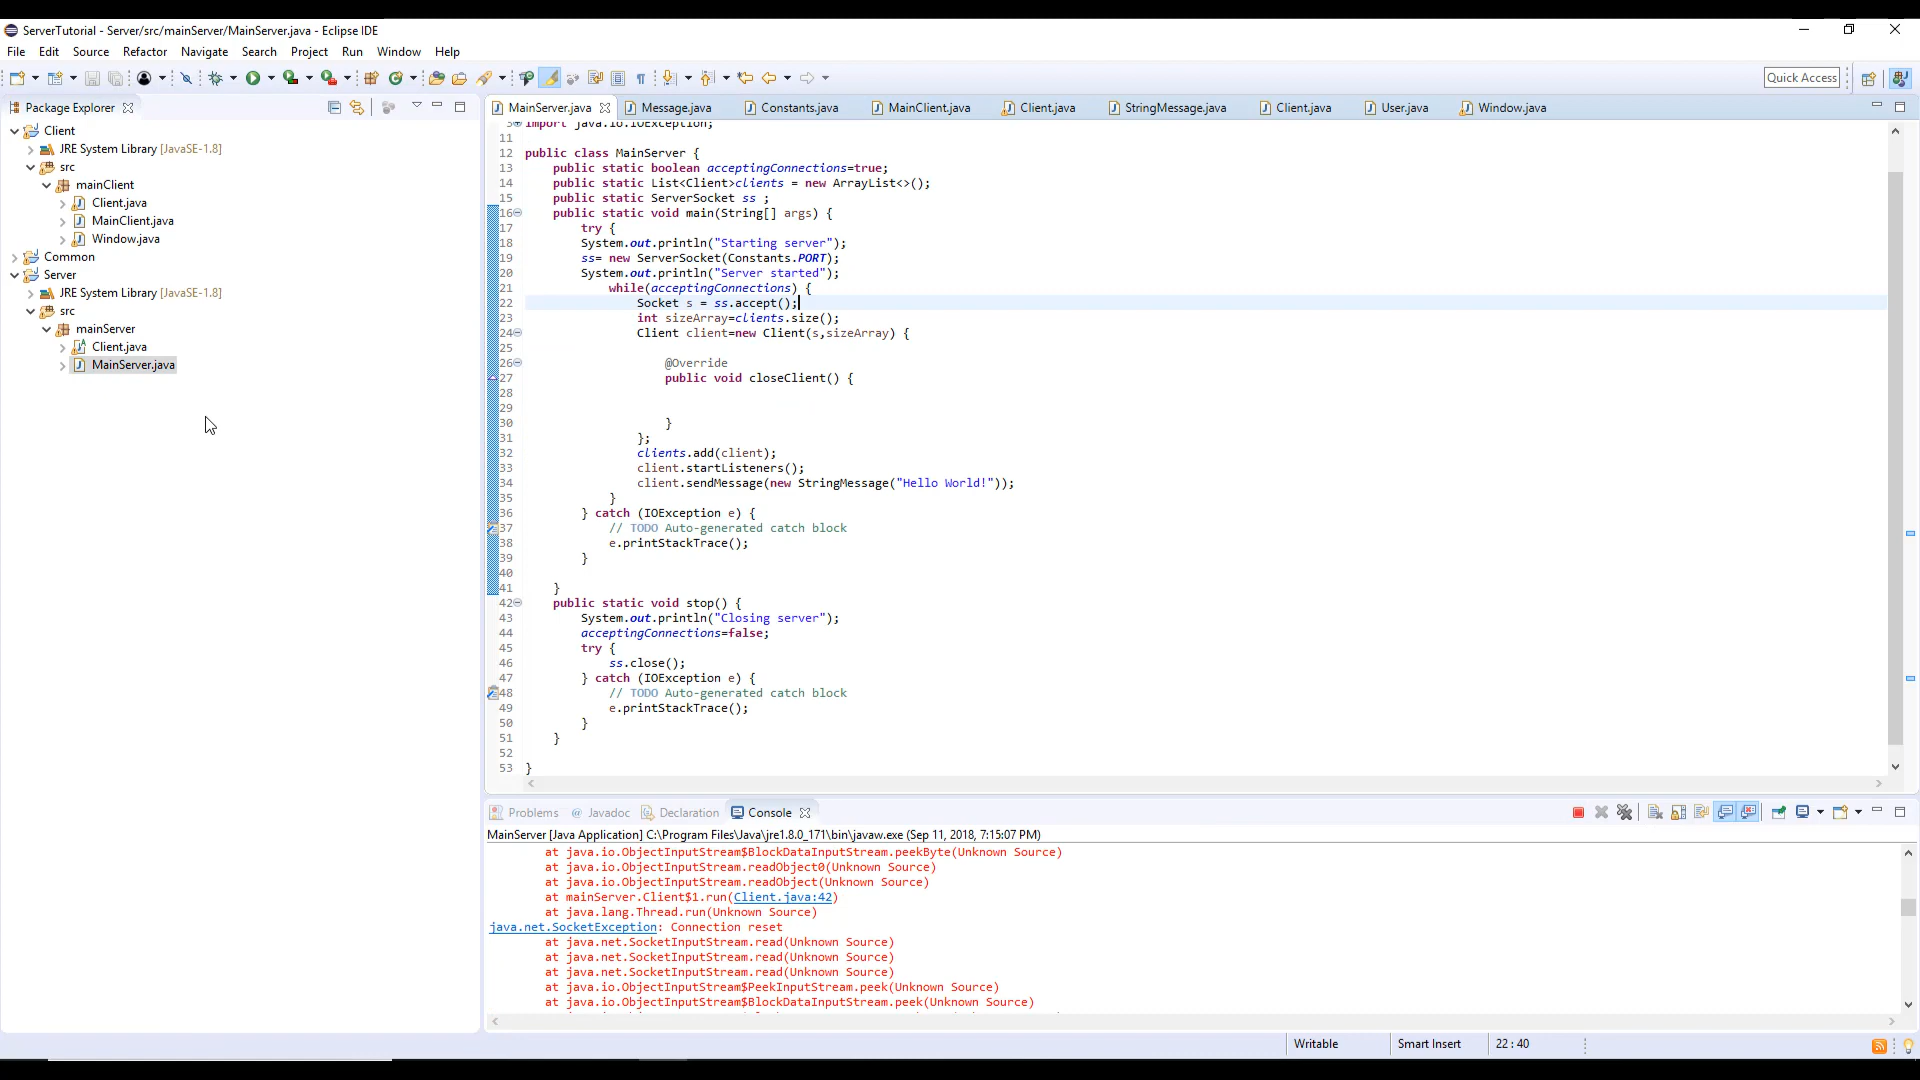 ServerTutorial - Server/src/mainServer/MainServer.java - Eclipse IDE
File Edit Source Refactor Navigate Search Project Run Window Help
Quick Access
Package Explorer
Client
JRE System Library [JavaSE-1.8]
src
mainClient
Client.java
MainClient.java
Window.java
Common
Server
JRE System Library [JavaSE-1.8]
src
mainServer
Client.java
MainServer.java
MainServer.java Message.java Constants.java MainClient.java Client.java StringMessage.java Client.java User.java Window.java
3 import java.io.IOException;
11
12 public class MainServer {
13 public static boolean acceptingConnections=true;
14 public static List<Client>clients = new ArrayList<>();
15 public static ServerSocket ss ;
16 public static void main(String[] args) {
17 try {
18 System.out.println("Starting server");
19 ss= new ServerSocket(Constants.PORT);
20 System.out.println("Server started");
21 while(acceptingConnections) {
22 Socket s = ss.accept();
23 int sizeArray=clients.size();
24 Client client=new Client(s,sizeArray) {
25
26 @Override
27 public void closeClient() {
28
29
30 }
31 };
32 clients.add(client);
33 client.startListeners();
34 client.sendMessage(new StringMessage("Hello World!"));
35 }
36 } catch (IOException e) {
37 // TODO Auto-generated catch block
38 e.printStackTrace();
39 }
40
41 }
42 public static void stop() {
43 System.out.println("Closing server");
44 acceptingConnections=false;
45 try {
46 ss.close();
47 } catch (IOException e) {
48 // TODO Auto-generated catch block
49 e.printStackTrace();
50 }
51 }
52
53 }
Problems @ Javadoc Declaration Console
MainServer [Java Application] C:\Program Files\Java\jre1.8.0_171\bin\javaw.exe (Sep 11, 2018, 7:15:07 PM)
at java.io.ObjectInputStream$BlockDataInputStream.peekByte(Unknown Source)
at java.io.ObjectInputStream.readObject0(Unknown Source)
at java.io.ObjectInputStream.readObject(Unknown Source)
at mainServer.Client$1.run(Client.java:42)
at java.lang.Thread.run(Unknown Source)
java.net.SocketException: Connection reset
at java.net.SocketInputStream.read(Unknown Source)
at java.net.SocketInputStream.read(Unknown Source)
at java.net.SocketInputStream.read(Unknown Source)
at java.io.ObjectInputStream$PeekInputStream.peek(Unknown Source)
at java.io.ObjectInputStream$BlockDataInputStream.peek(Unknown Source)
Writable Smart Insert 22 : 40